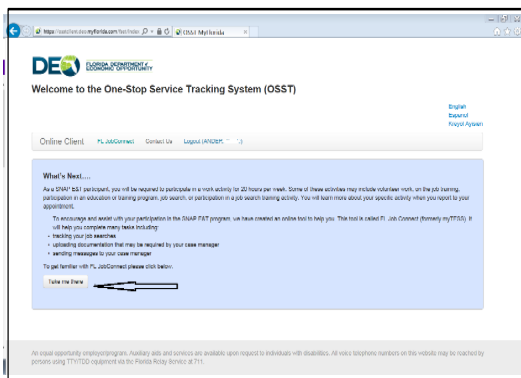 https://osstclient.deo.myflorida.com/fset/Index
OSST MyFlorida
DEO FLORIDA DEPARTMENT of
ECONOMIC OPPORTUNITY
Welcome to the One-Stop Service Tracking System (OSST)
English
Espanol
Kreyol Ayisien
Online Client FL JobConnect Contact Us Logout (ANDER
What's Next....
As a SNAP E&T participant, you will be required to participate in a work activity for 20 hours per week. Some of these activities may include volunteer work, on the job training,
participation in an education or training program, job search, or participation in a job search training activity. You will learn more about your specific activity when you report to your
appointment.
To encourage and assist with your participation in the SNAP E&T program, we have created an online tool to help you. This tool is called FL Job Connect (formerly myTESS). It
will help you complete many tasks including:
• tracking your job searches
• uploading documentation that may be required by your case manager
• sending messages to your case manager
To get familiar with FL JobConnect please click below.
Take me there
An equal opportunity employer/program. Auxiliary aids and services are available upon request to individuals with disabilities. All voice telephone numbers on this website may be reached by
persons using TTY/TDD equipment via the Florida Relay Service at 711.